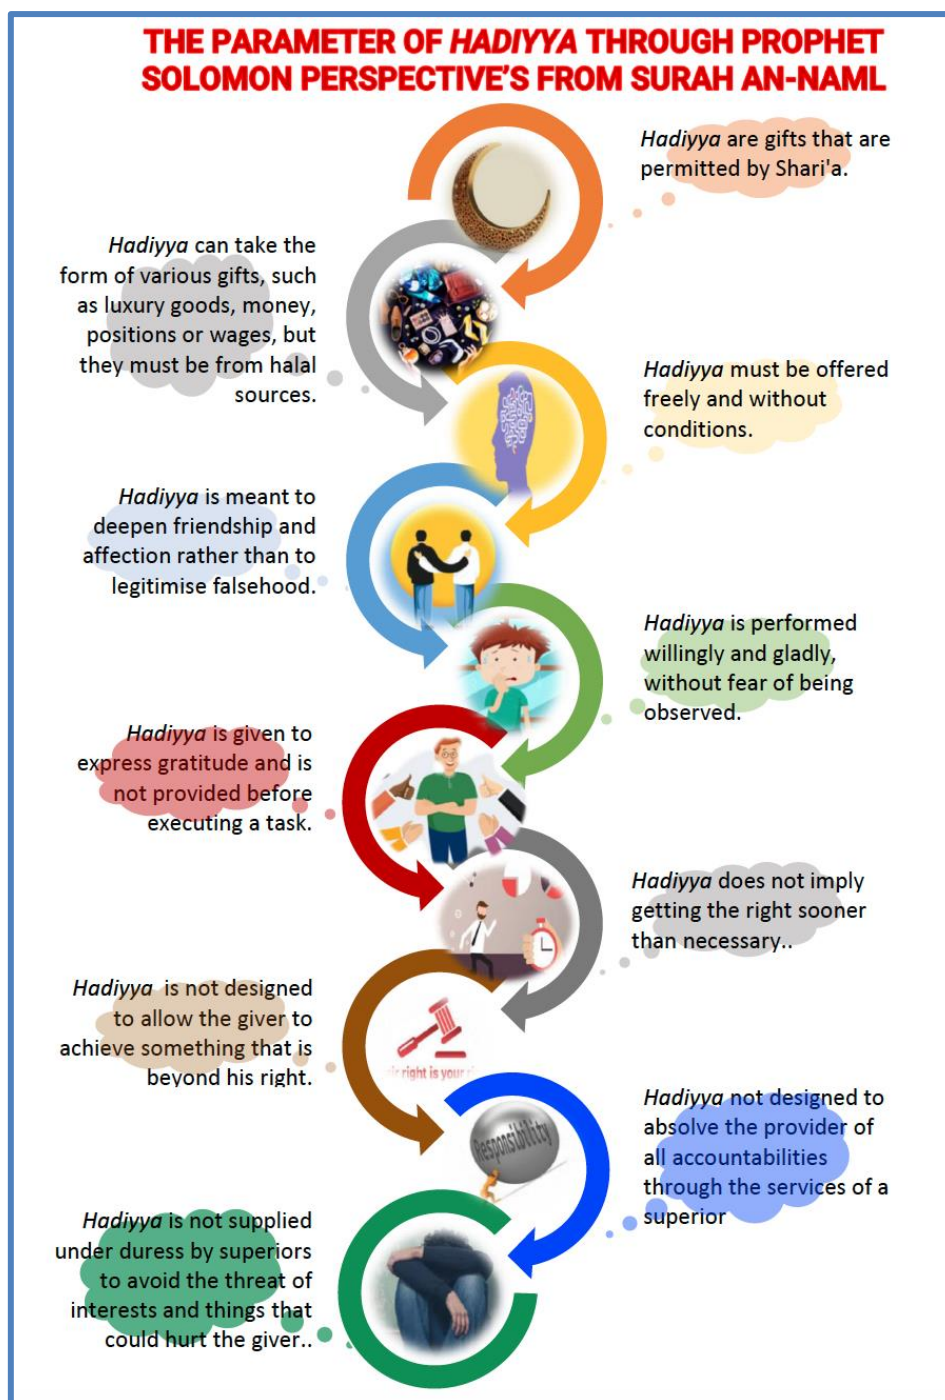 THE PARAMETER OF HADIYYA THROUGH PROPHET
SOLOMON PERSPECTIVE'S FROM SURAH AN-NAML
Hadiyya are gifts that are
permitted by Shari'a.
Hadiyya can take the
form of various gifts, such
as luxury goods, money,
positions or wages, but
they must be from halal
sources.
Hadiyya must be offered
freely and without
conditions.
Hadiyya is meant to
deepen friendship and
affection rather than to
legitimise falsehood.
Hadiyya is performed
willingly and gladly,
without fear of being
observed.
Hadiyya is given to
express gratitude and is
not provided before
executing a task.
Hadiyya does not imply
getting the right sooner
than necessary..
Hadiyya is not designed
to allow the giver to
achieve something that is
beyond his right.
right is your
Responsibility
Hadiyya not designed to
absolve the provider of
all accountabilities
through the services of a
superior
Hadiyya is not supplied
under duress by superiors
to avoid the threat of
interests and things that
could hurt the giver..